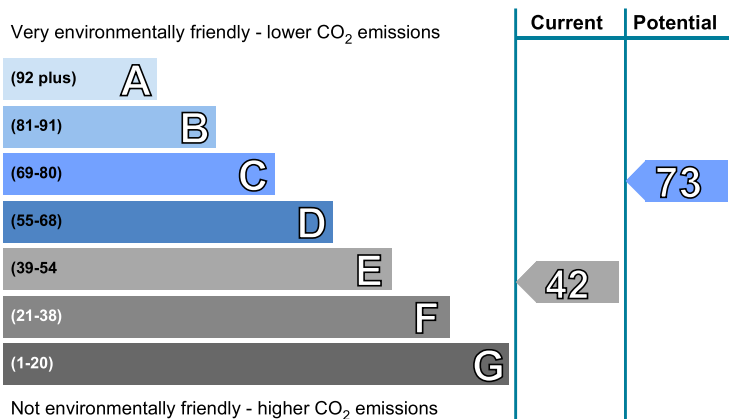 Current Potential
Very environmentally friendly - lower CO2 emissions
(92 plus) A
(81-91) B
(69-80) C
73
(55-68) D
(39-54 E
42
(21-38) F
(1-20) G
Not environmentally friendly - higher CO2 emissions